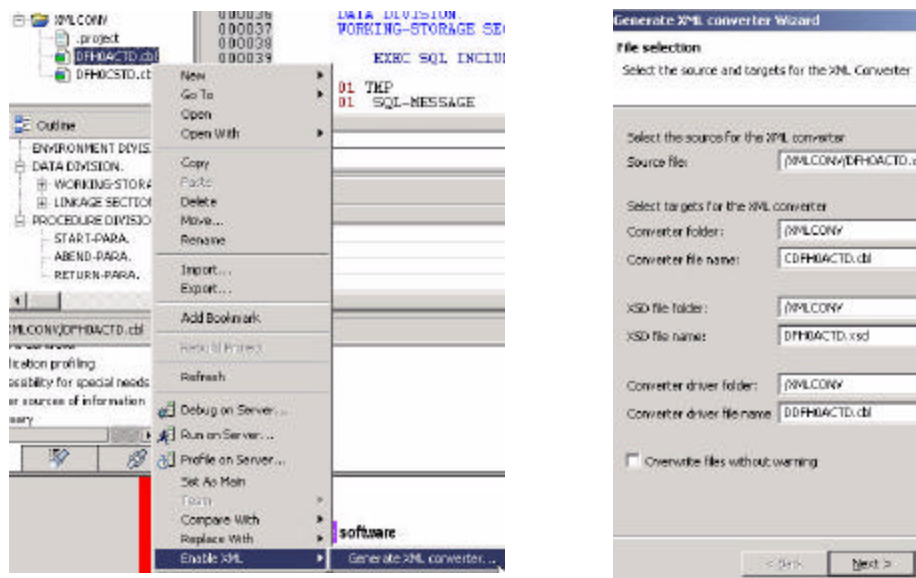 XMLCONV
.project
DFH0ACTD.cbl
DFH0CSTD.cb
000036
000037
000038
000039
DATA DIVISION.
WORKING-STORAGE SE
EXEC SQL INCLU
01 TMP
01 SQL-MESSAGE
Outline
ENVIRONMENT DIVIS
DATA DIVISION.
WORKING-STORA
LINKAGE SECTIO
PROCEDURE DIVISIO
START-PARA.
ABEND-PARA.
RETURN-PARA.
XMLCONV/DFH0ACTD.cbl
lication profiling
essibility for special needs
er sources of information
New
Go To
Open
Open With
Copy
Paste
Delete
Move...
Rename
Import...
Export...
Add Bookmark
Rebuild Project
Refresh
Debug on Server...
Run on Server...
Profile on Server...
Set As Main
Team
Compare With
Replace With
Enable XML
software
Generate XML converter...
Generate XML converter Wizard
File selection
Select the source and targets for the XML Converter
Select the source for the XML converter
Source file:
/XMLCONV/DFH0ACTD.c
Select targets for the XML converter
Converter folder:
/XMLCONV
Converter file name:
CDFH0ACTD.cbl
XSD file folder:
/XMLCONV
XSD file name:
DFH0ACTD.xsd
Converter driver folder:
/XMLCONV
Converter driver file name
DDFH0ACTD.cbl
Overwrite files without warning
< Back
Next >